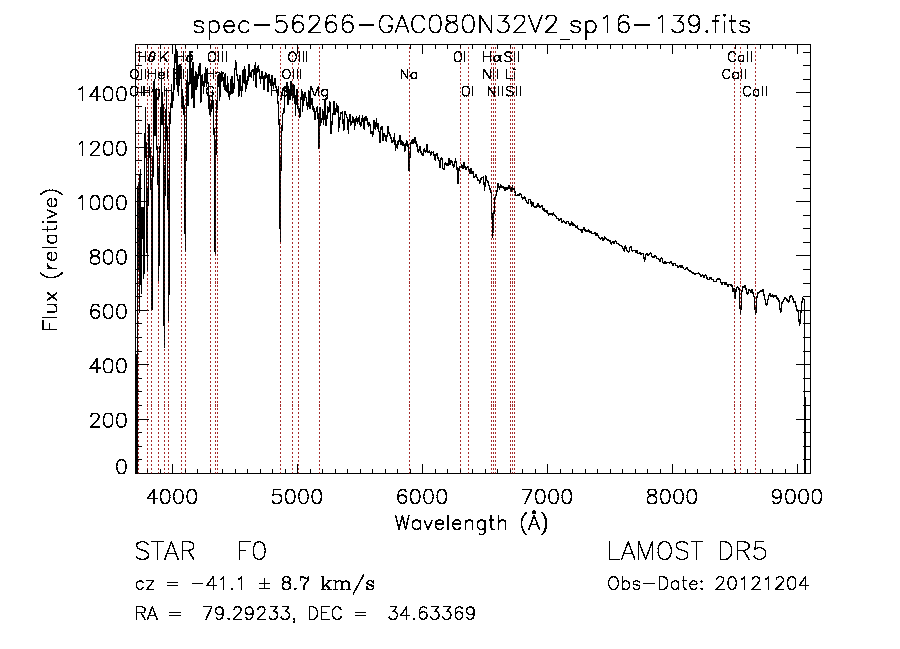 spec-56266-GAC080N32V2_sp16-139.fits
Hθ K Hδ OIII OIII OI Hα SII CaII
OII HeI OIII Na NII Li CaII
Mg OI NII SII CaII
1400
1200
1000
800
600
400
200
0
Flux (relative)
4000 5000 6000 7000 8000 9000
Wavelength (Å)
STAR F0 LAMOST DR5
cz = -41.1 ± 8.7 km/s Obs-Date: 20121204
RA = 79.29233, DEC = 34.63369